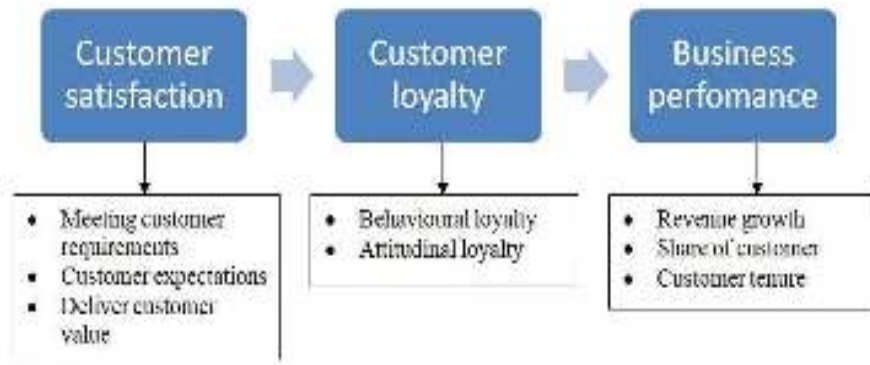 Customer
satisfaction
Customer
loyalty
Business
perfomance
• Meeting customer
requirements
• Customer expectations
• Deliver customer
value
• Behavioural loyalty
• Attitudinal loyalty
• Revenue growth
• Share of customer
• Customer tenure